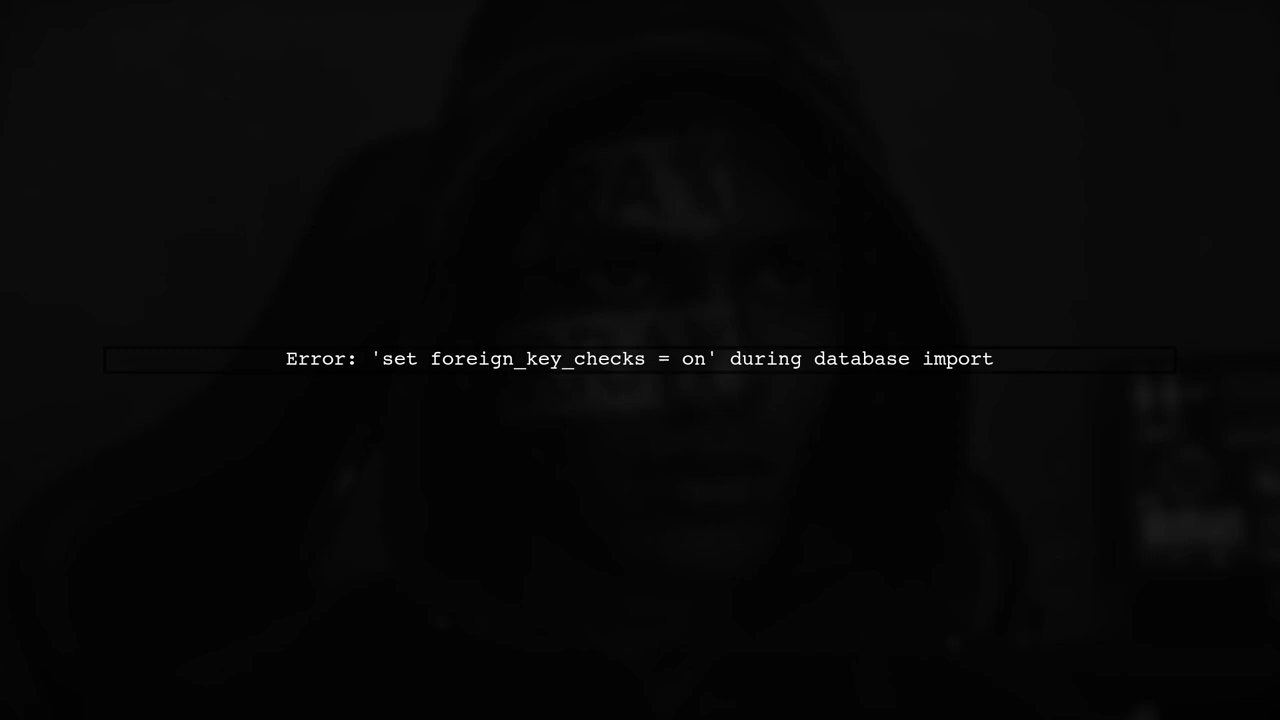 Error: 'set foreign_key_checks = on' during database import